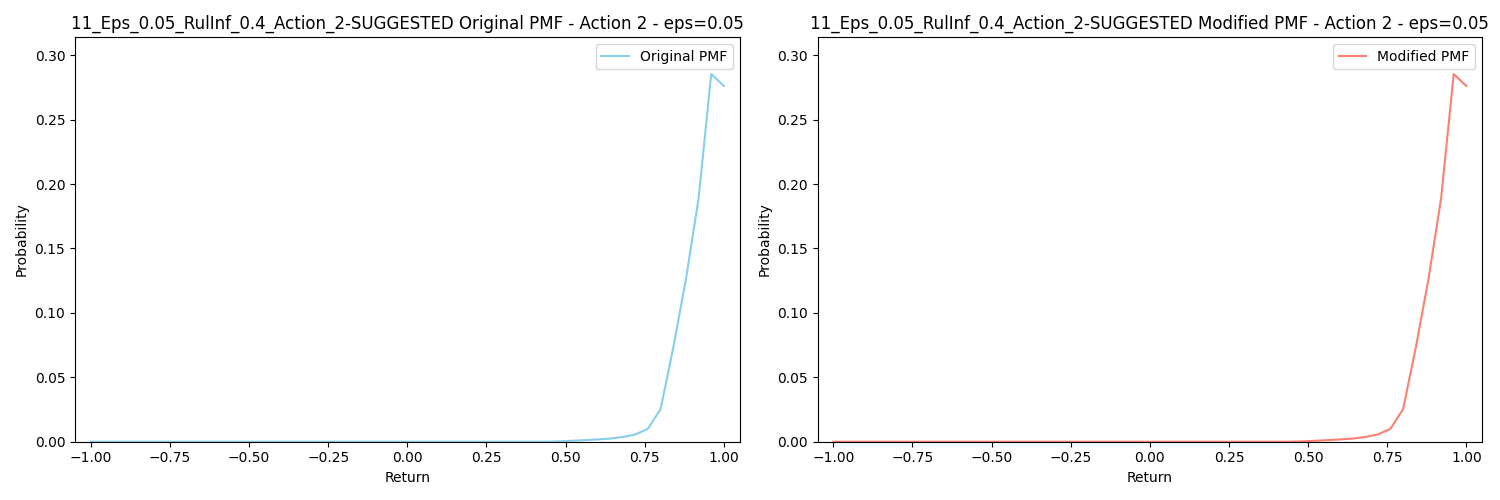 11_Eps_0.05_RulInf_0.4_Action_2-SUGGESTED Original PMF - Action 2 - eps=0.05
Original PMF
0.30
0.25
0.20
0.15
0.10
0.05
0.00
Probability
−1.00 −0.75 −0.50 −0.25 0.00 0.25 0.50 0.75 1.00
Return
11_Eps_0.05_RulInf_0.4_Action_2-SUGGESTED Modified PMF - Action 2 - eps=0.05
Modified PMF
0.30
0.25
0.20
0.15
0.10
0.05
0.00
Probability
−1.00 −0.75 −0.50 −0.25 0.00 0.25 0.50 0.75 1.00
Return